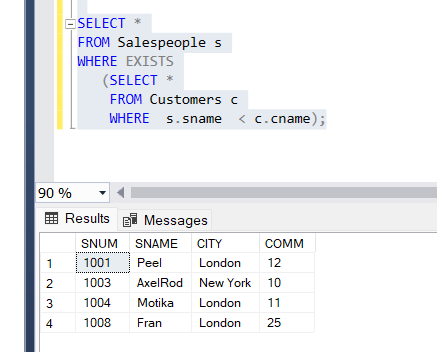 SELECT *
FROM Salespeople s
WHERE EXISTS
(SELECT *
FROM Customers c
WHERE s.sname < c.cname);
90 %
Results Messages
SNUM SNAME CITY COMM
1 1001 Peel London 12
2 1003 AxelRod New York 10
3 1004 Motika London 11
4 1008 Fran London 25